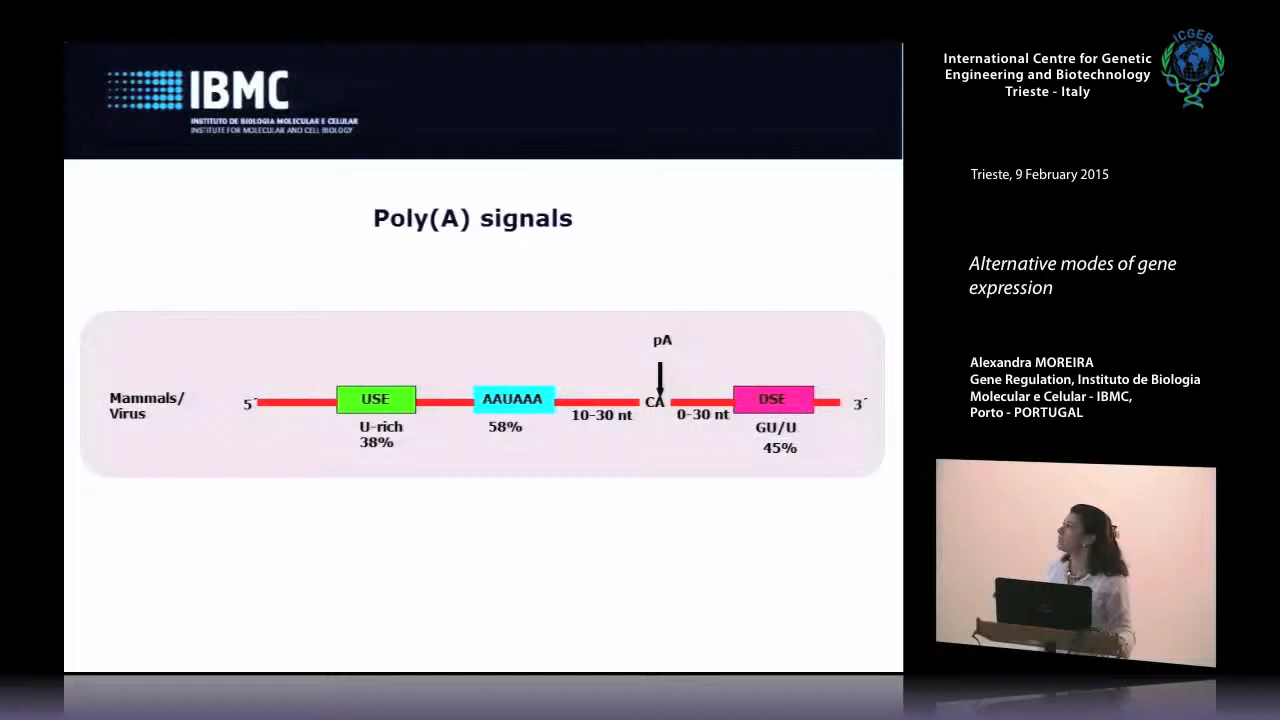 IBMC
INSTITUTO DE BIOLOGIA MOLECULAR E CELULAR
INSTITUTE FOR MOLECULAR AND CELL BIOLOGY
Poly(A) signals
Mammals/
Virus
5´
USE
U-rich
38%
AAUAAA
58%
10-30 nt
pA
CA
0-30 nt
DSE
GU/U
45%
3´
International Centre for Genetic
Engineering and Biotechnology
Trieste - Italy
ICGEB
Trieste, 9 February 2015
Alternative modes of gene
expression
Alexandra MOREIRA
Gene Regulation, Instituto de Biologia
Molecular e Celular - IBMC,
Porto - PORTUGAL